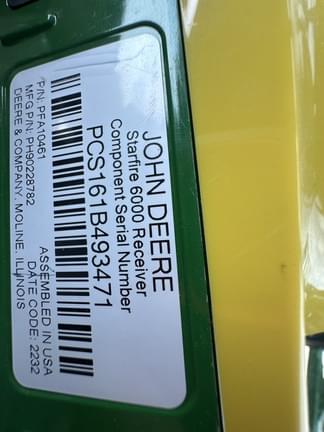 JOHN DEERE
Starfire 6000 Receiver
Component Serial Number
PCS161B493471
P/N: PFA10461
ASSEMBLED IN USA
MFG P/N: PH90228782
DATE CODE: 2232
DEERE & COMPANY, MOLINE, ILLINOIS